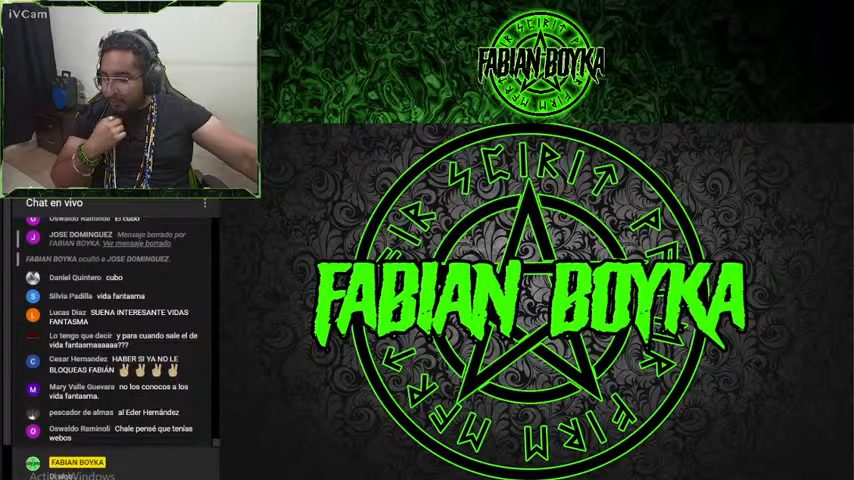 iVCam
FABIAN BOYKA
Chat en vivo
Oswaldo Raminoli El cubo
J
JOSE DOMINGUEZ Mensaje borrado por
FABIAN BOYKA. Ver mensaje borrado
FABIAN BOYKA ocultó a JOSE DOMINGUEZ.
Daniel Quintero cubo
S
Silvia Padilla vida fantasma
L
Lucas Diaz SUENA INTERESANTE VIDAS
FANTASMA
Lo tengo que decir y para cuando sale el de
vida fantasmaaaaaa???
C
Cesar Hernandez HABER SI YA NO LE
BLOQUEAS FABIÁN ✌✌✌✌
M
Mary Valle Guevara no los conocos a los
vida fantasma.
pescador de almas al Eder Hernández
O
Oswaldo Raminoli Chale pensé que tenías
webos
FABIAN BOYKA
FABIAN BOYKA